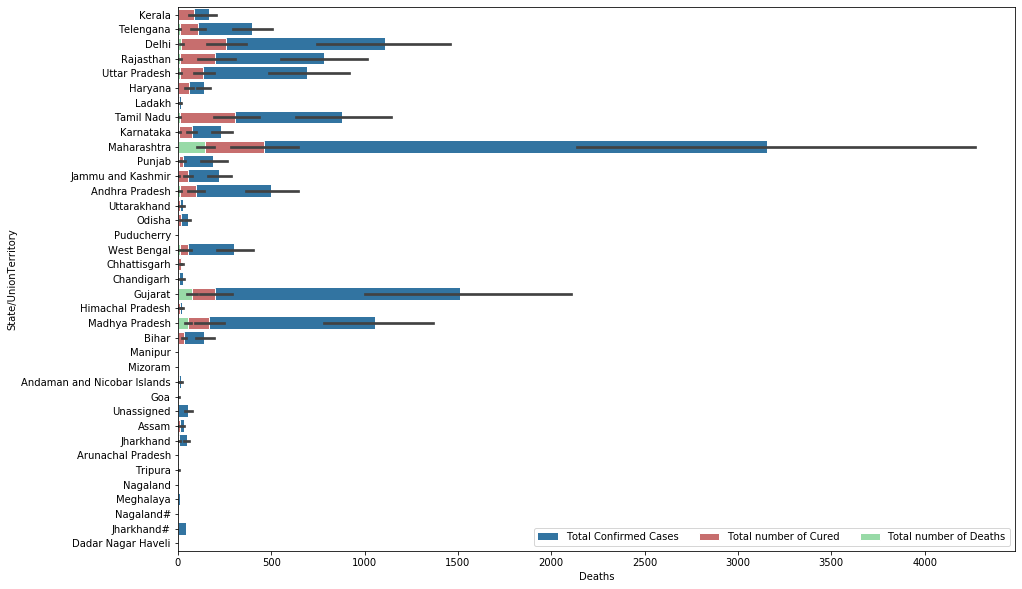 Kerala
Telengana
Delhi
Rajasthan
Uttar Pradesh
Haryana
Ladakh
Tamil Nadu
Karnataka
Maharashtra
Punjab
Jammu and Kashmir
Andhra Pradesh
Uttarakhand
Odisha
Puducherry
West Bengal
Chhattisgarh
Chandigarh
Gujarat
Himachal Pradesh
Madhya Pradesh
Bihar
Manipur
Mizoram
Andaman and Nicobar Islands
Goa
Unassigned
Assam
Jharkhand
Arunachal Pradesh
Tripura
Nagaland
Meghalaya
Nagaland#
Jharkhand#
Dadar Nagar Haveli
State/UnionTerritory
Total Confirmed Cases Total number of Cured Total number of Deaths
0 500 1000 1500 2000 2500 3000 3500 4000
Deaths